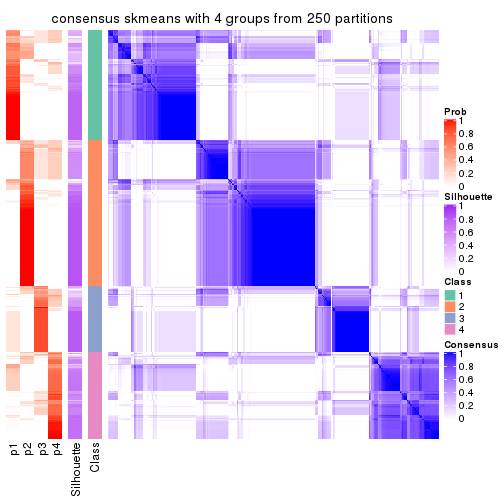 consensus skmeans with 4 groups from 250 partitions
Prob
1
0.8
0.6
0.4
0.2
0
Silhouette
1
0.8
0.6
0.4
0.2
0
Class
1
2
3
4
Consensus
1
0.8
0.6
0.4
0.2
0
p1
p2
p3
p4
Silhouette
Class